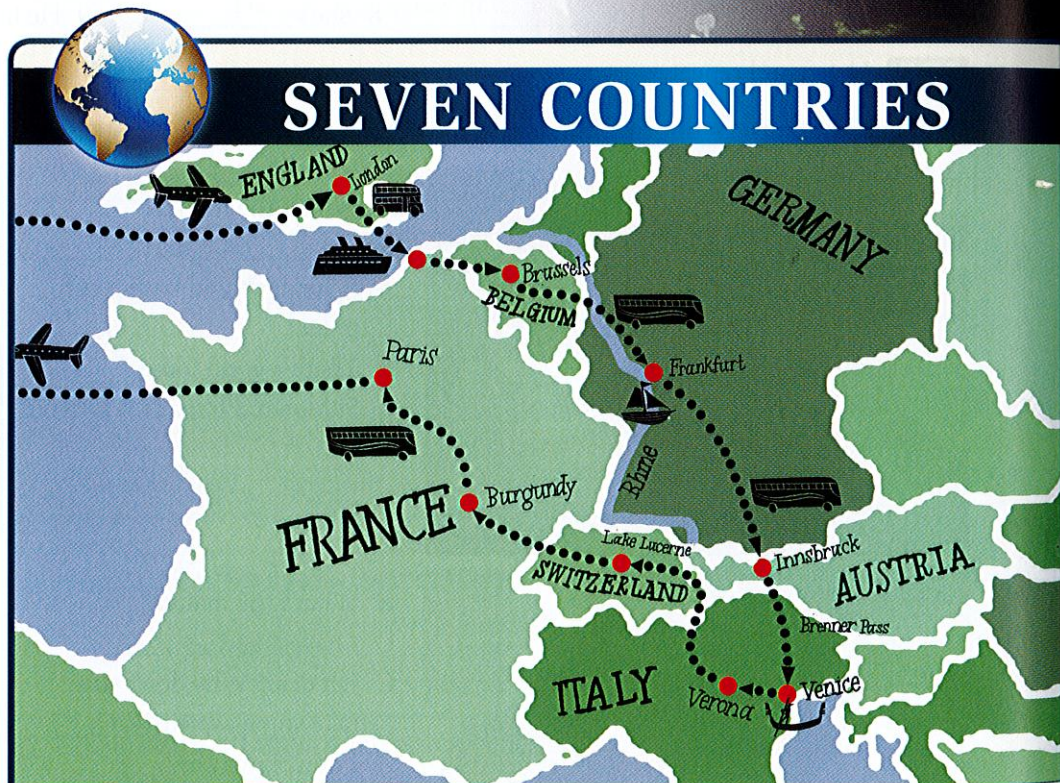 SEVEN COUNTRIES
ENGLAND
London
GERMANY
Brussels
BELGIUM
Paris
Frankfurt
Rhine
Burgundy
FRANCE
Lake Lucerne
SWITZERLAND
Innsbruck
AUSTRIA
Brenner Pass
ITALY
Verona
Venice